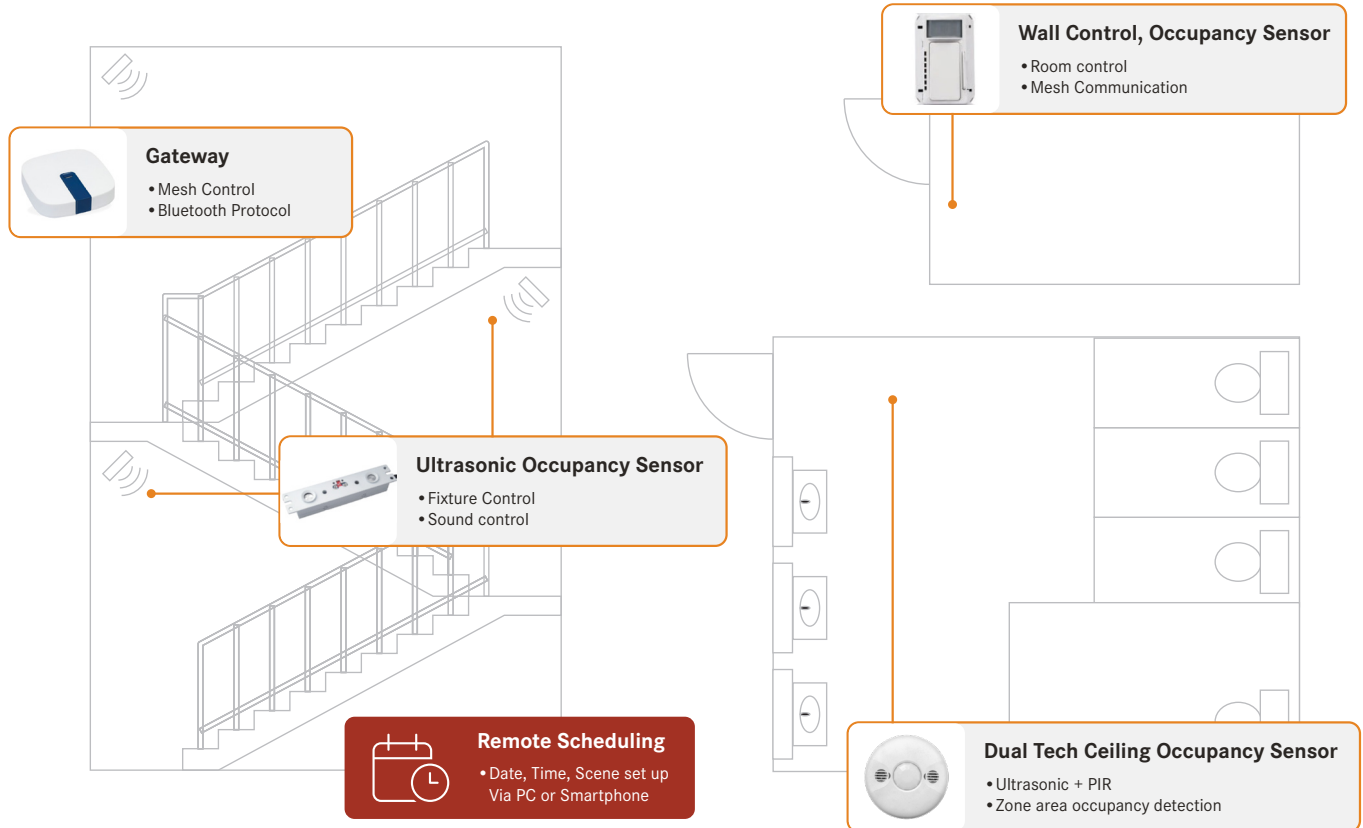 Wall Control, Occupancy Sensor
• Room control
• Mesh Communication
Gateway
• Mesh Control
• Bluetooth Protocol
Ultrasonic Occupancy Sensor
• Fixture Control
• Sound control
Remote Scheduling
• Date, Time, Scene set up
Via PC or Smartphone
Dual Tech Ceiling Occupancy Sensor
• Ultrasonic + PIR
• Zone area occupancy detection